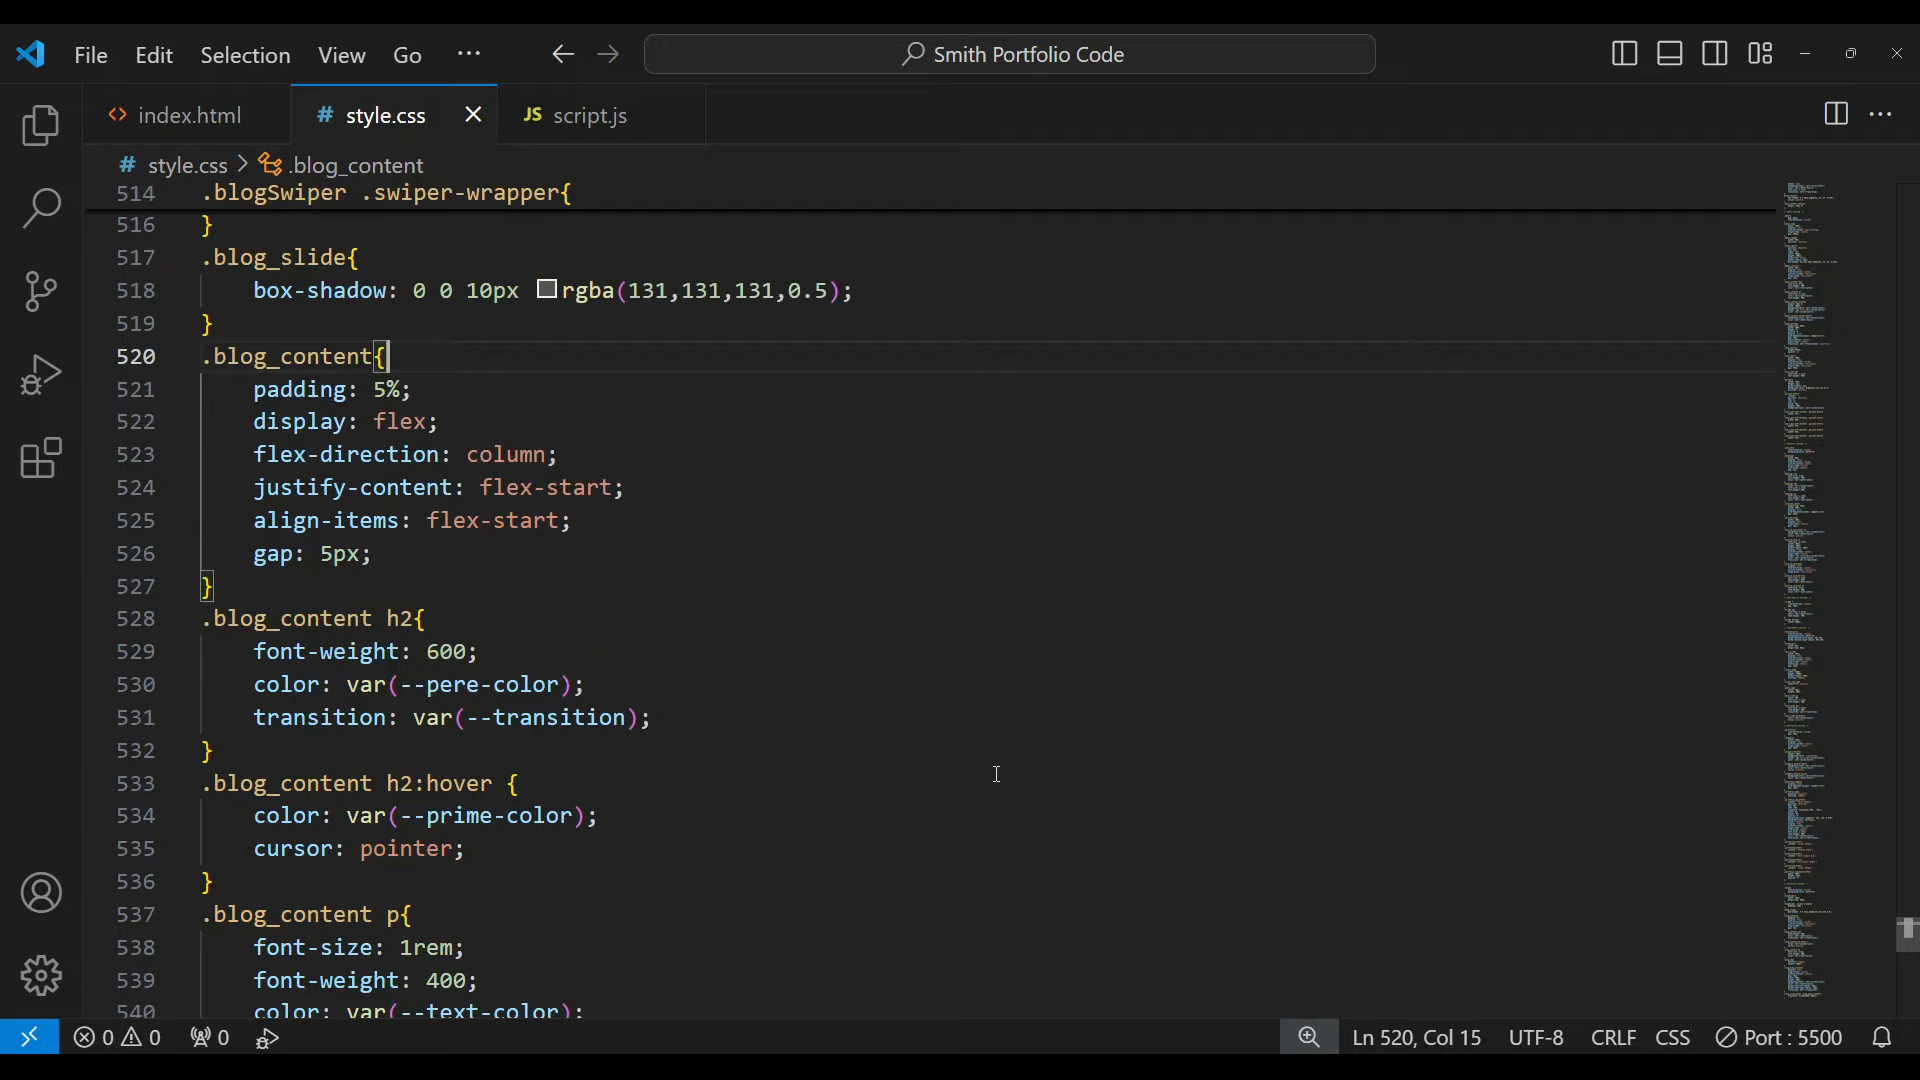 File Edit Selection View Go ··· Smith Portfolio Code
index.html # style.css JS script.js
# style.css > .blog_content
514 .blogSwiper .swiper-wrapper{
516 }
517 .blog_slide{
518 box-shadow: 0 0 10px rgba(131,131,131,0.5);
519 }
520 .blog_content{
521 padding: 5%;
522 display: flex;
523 flex-direction: column;
524 justify-content: flex-start;
525 align-items: flex-start;
526 gap: 5px;
527 }
528 .blog_content h2{
529 font-weight: 600;
530 color: var(--pere-color);
531 transition: var(--transition);
532 }
533 .blog_content h2:hover {
534 color: var(--prime-color);
535 cursor: pointer;
536 }
537 .blog_content p{
538 font-size: 1rem;
539 font-weight: 400;
540 color: var(--text-color);
0 0 0 Ln 520, Col 15 UTF-8 CRLF CSS Port : 5500